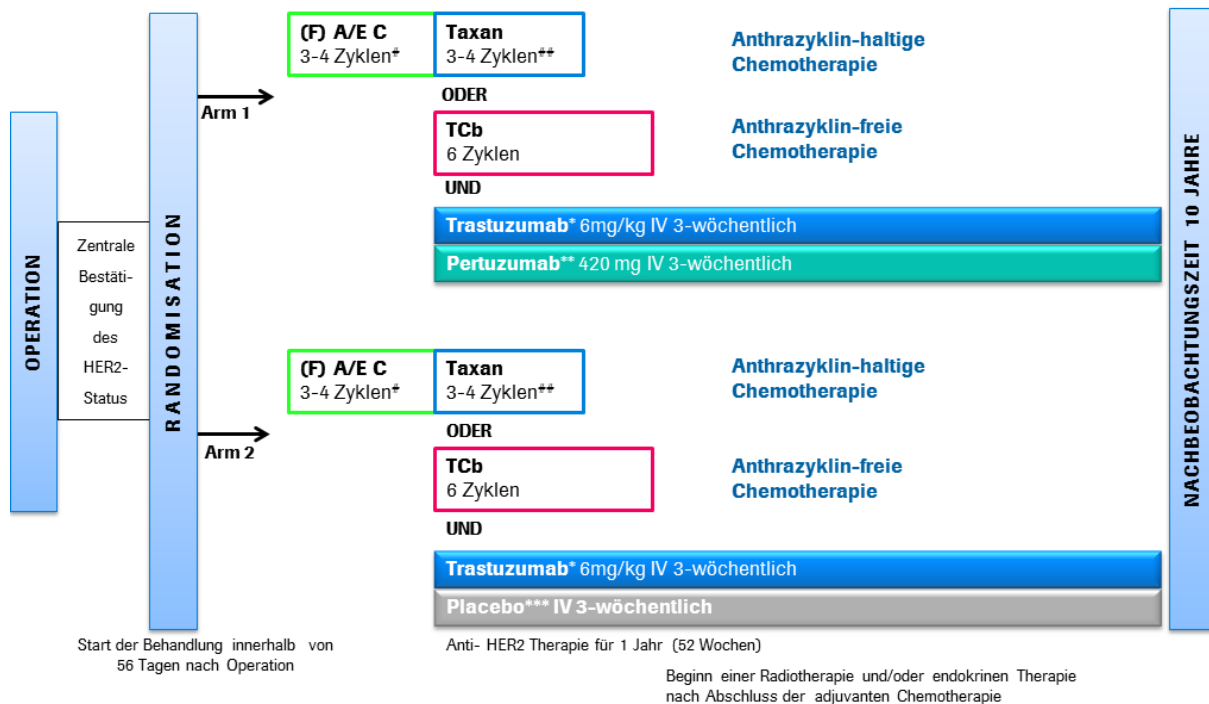 OPERATION
Zentrale
Bestäti-
gung
des
HER2-
Status
RANDOMISATION
Arm 1
(F) A/E C
3-4 Zyklen#
Taxan
3-4 Zyklen##
Anthrazyklin-haltige
Chemotherapie
ODER
TCb
6 Zyklen
Anthrazyklin-freie
Chemotherapie
UND
Trastuzumab* 6mg/kg IV 3-wöchentlich
Pertuzumab** 420 mg IV 3-wöchentlich
Arm 2
(F) A/E C
3-4 Zyklen#
Taxan
3-4 Zyklen##
Anthrazyklin-haltige
Chemotherapie
ODER
TCb
6 Zyklen
Anthrazyklin-freie
Chemotherapie
UND
Trastuzumab* 6mg/kg IV 3-wöchentlich
Placebo*** IV 3-wöchentlich
NACHBEOBACHTUNGSZEIT 10 JAHRE
Start der Behandlung innerhalb von
56 Tagen nach Operation
Anti- HER2 Therapie für 1 Jahr (52 Wochen)
Beginn einer Radiotherapie und/oder endokrinen Therapie
nach Abschluss der adjuvanten Chemotherapie